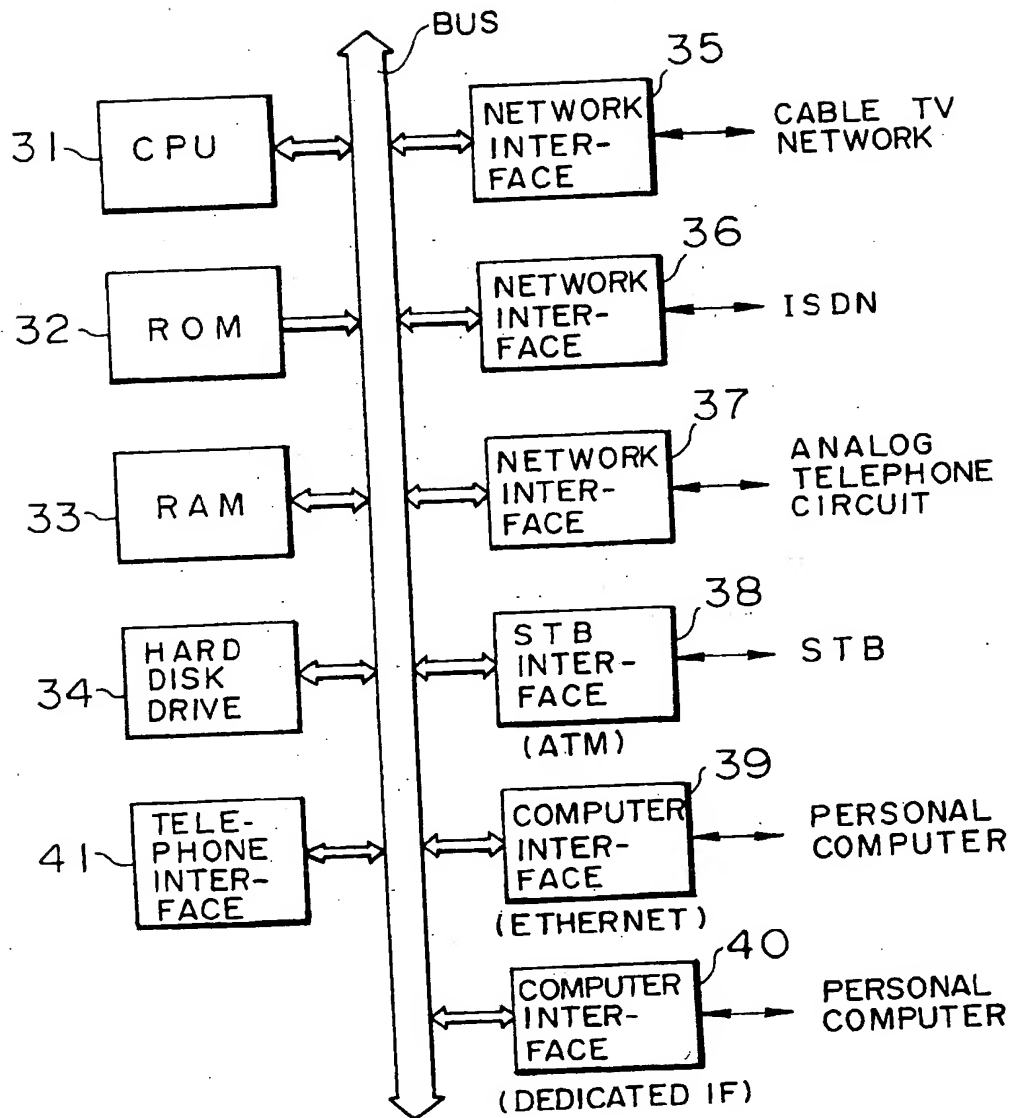 BUS
31
CPU
NETWORK
INTER-
FACE
35
CABLE TV
NETWORK
32
ROM
NETWORK
INTER-
FACE
36
ISDN
33
RAM
NETWORK
INTER-
FACE
37
ANALOG
TELEPHONE
CIRCUIT
34
HARD
DISK
DRIVE
STB
INTER-
FACE
38
STB
(ATM)
41
TELE-
PHONE
INTER-
FACE
COMPUTER
INTER-
FACE
39
PERSONAL
COMPUTER
(ETHERNET)
COMPUTER
INTER-
FACE
40
PERSONAL
COMPUTER
(DEDICATED IF)